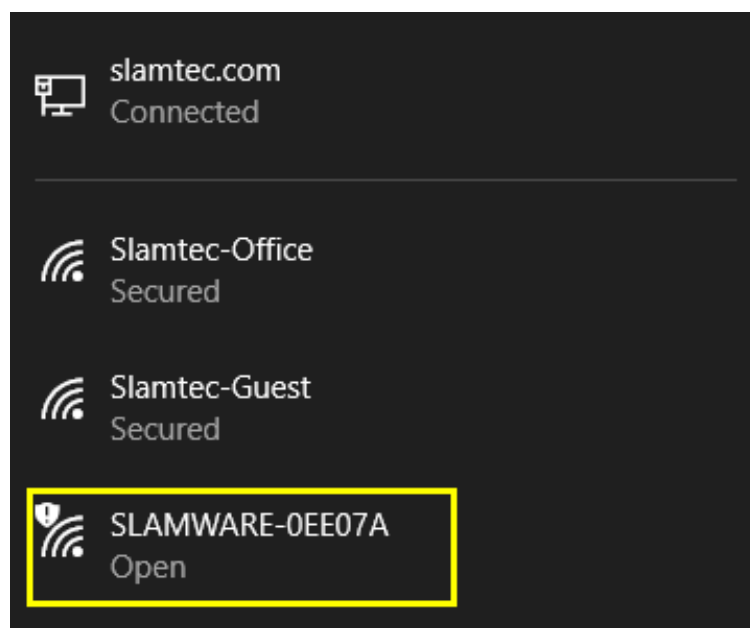 slamtec.com
Connected
Slamtec-Office
Secured
Slamtec-Guest
Secured
SLAMWARE-0EE07A
Open